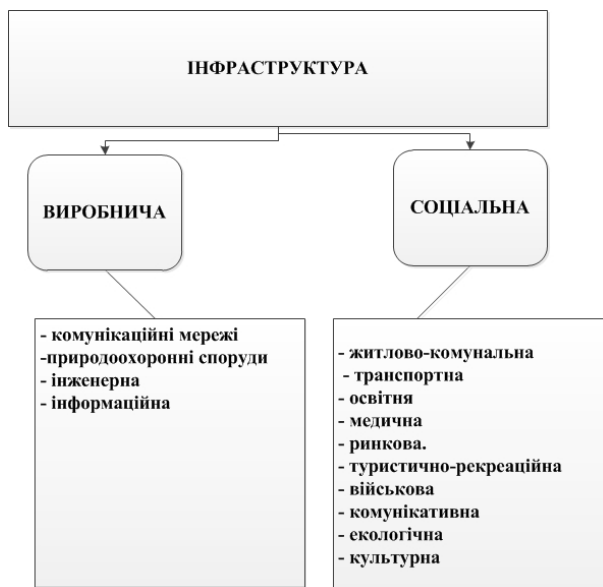 ІНФРАСТРУКТУРА
ВИРОБНИЧА
СОЦІАЛЬНА
- комунікаційні мережі
-природоохоронні споруди
- інженерна
- інформаційна
- житлово-комунальна
- транспортна
- освітня
- медична
- ринкова.
- туристично-рекреаційна
- військова
- комунікативна
- екологічна
- культурна